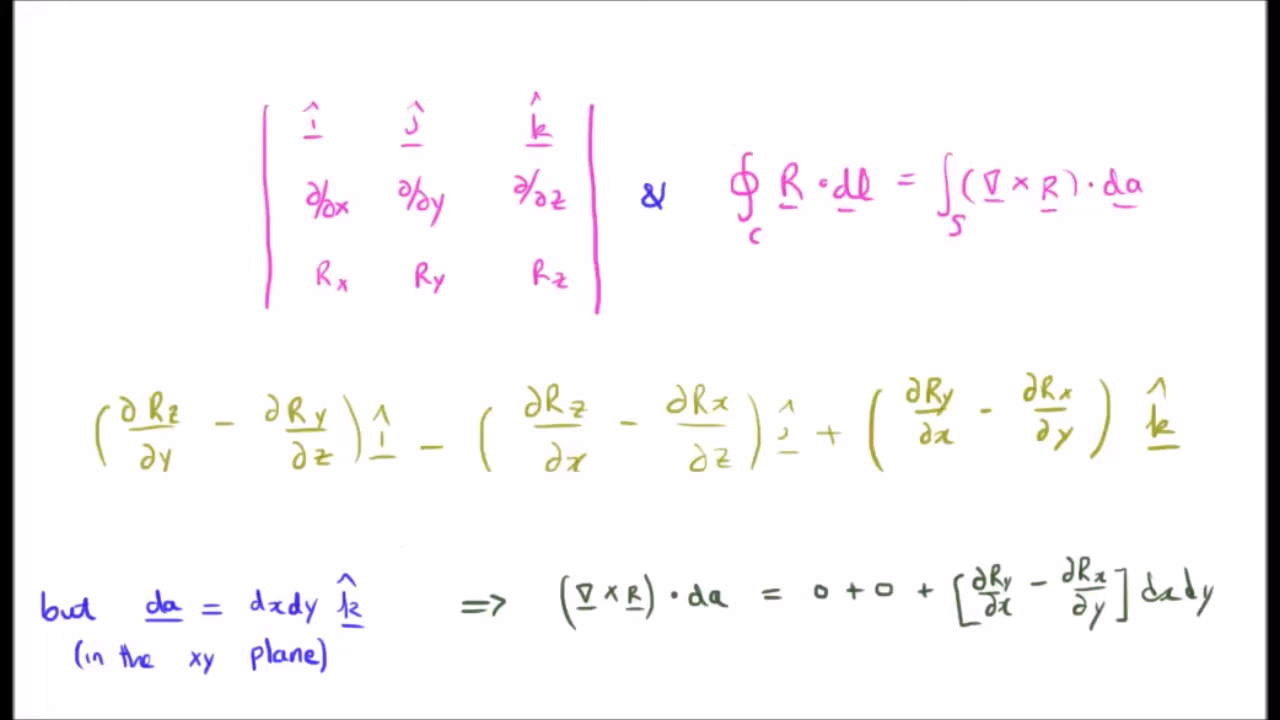 | î ĵ k̂ |
| ∂/∂x ∂/∂y ∂/∂z | & ∮_C R · dl = ∫_S (∇ × R) · da
| Rx Ry Rz |
(∂Rz/∂y - ∂Ry/∂z) î - (∂Rz/∂x - ∂Rx/∂z) ĵ + (∂Ry/∂x - ∂Rx/∂y) k̂
but da = dxdy k̂ => (∇ × R) · da = 0 + 0 + [∂Ry/∂x - ∂Rx/∂y] dxdy
(in the xy plane)